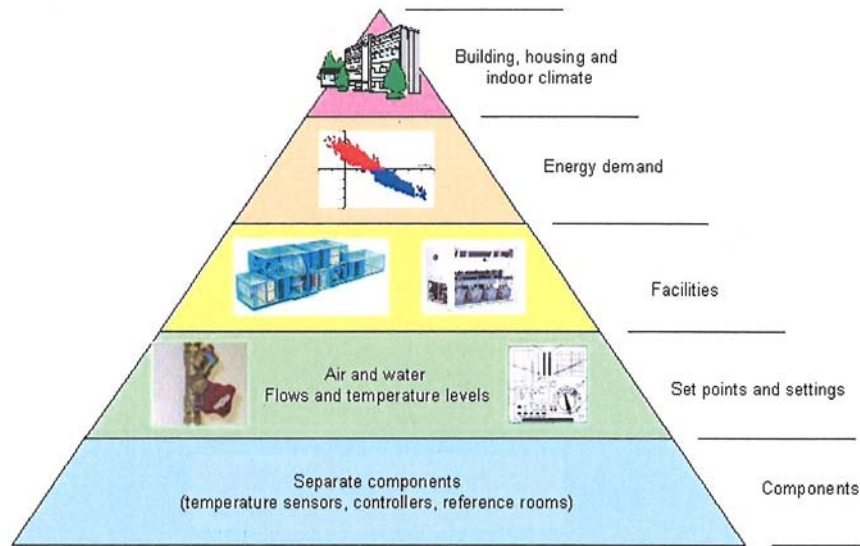 Building, housing and
indoor climate
Energy demand
Facilities
Air and water
Flows and temperature levels
Set points and settings
Separate components
(temperature sensors, controllers, reference rooms)
Components